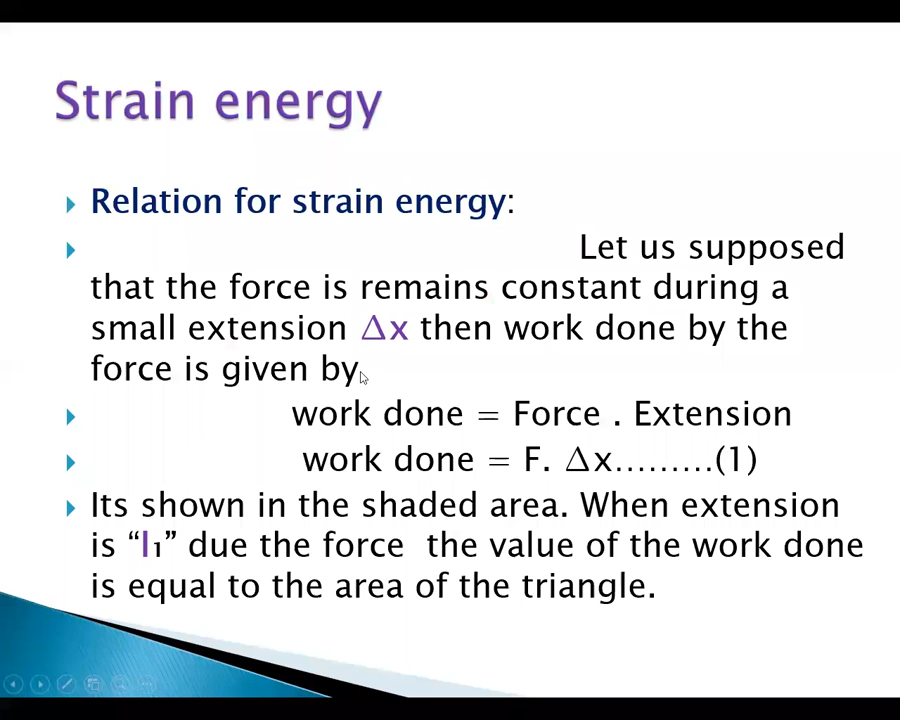 Strain energy
Relation for strain energy:
Let us supposed
that the force is remains constant during a
small extension Δx then work done by the
force is given by
work done = Force . Extension
work done = F. Δx.........(1)
Its shown in the shaded area. When extension
is “l₁” due the force the value of the work done
is equal to the area of the triangle.